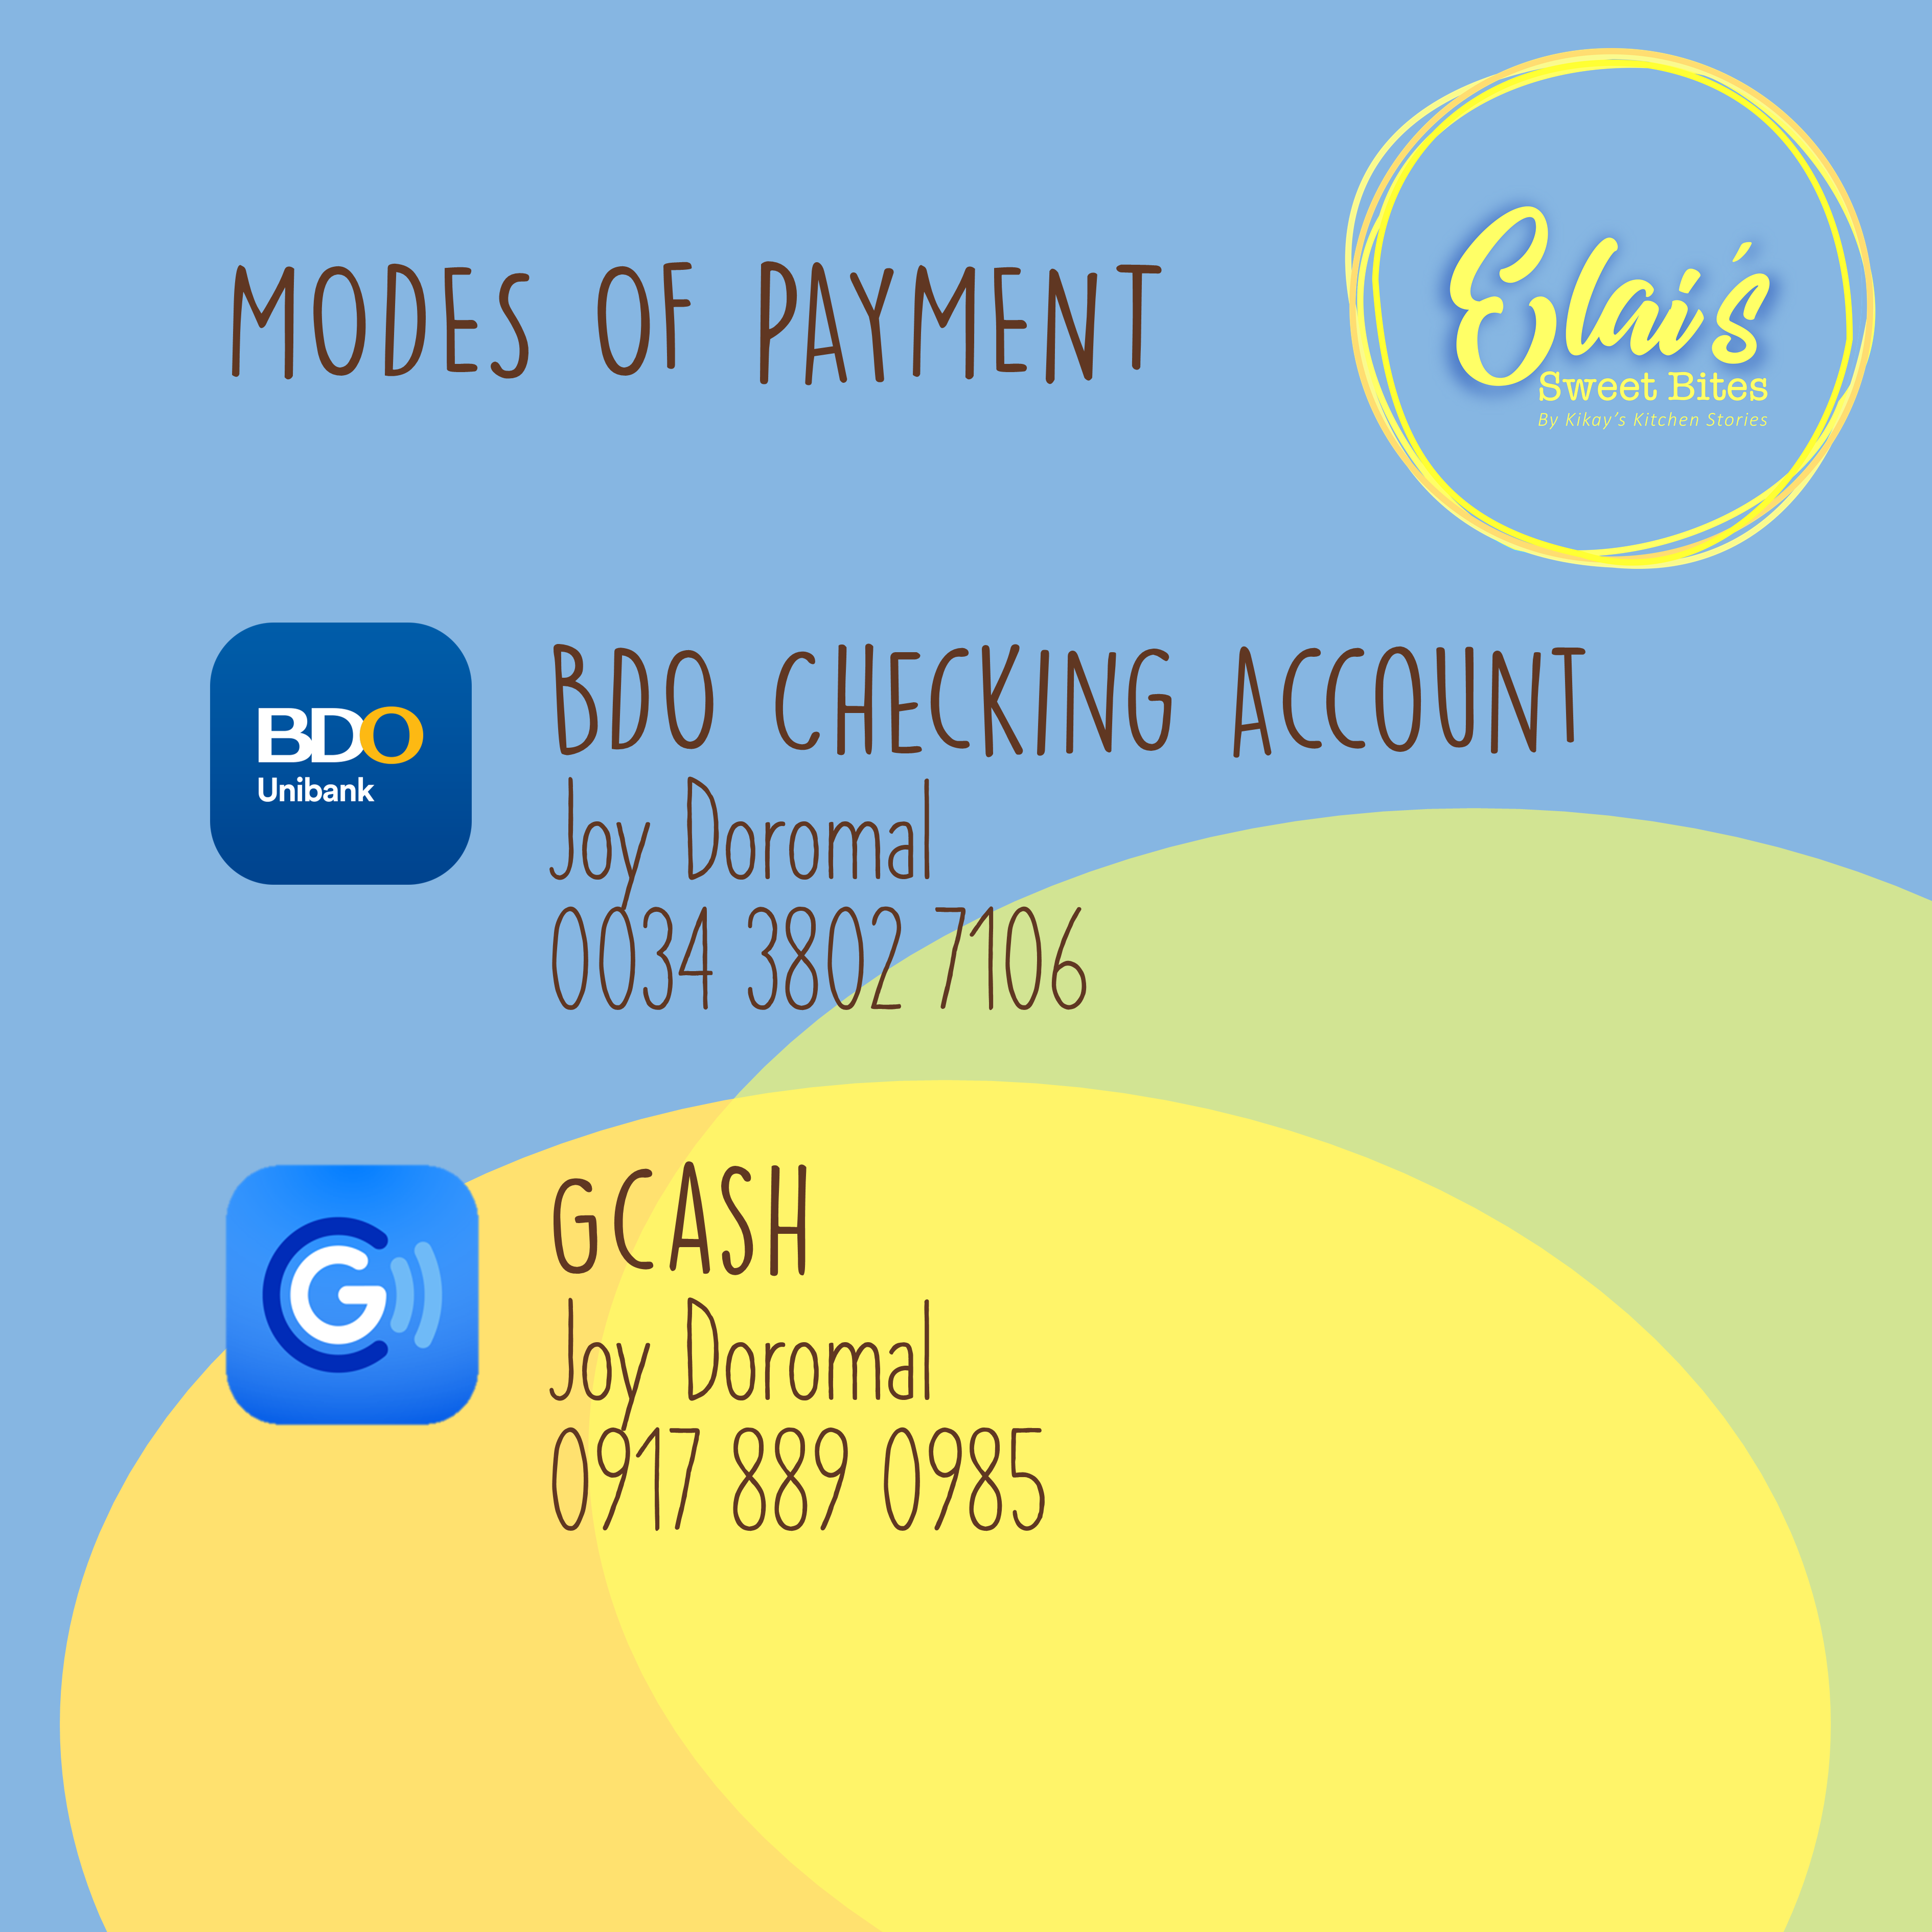 MODES OF PAYMENT
Elai's
Sweet Bites
By Kikay's Kitchen Stories
BDO
Unibank
BDO CHECKING ACCOUNT
Joy Doromal
0034 3802 7106
G
GCASH
Joy Doromal
0917 889 0985